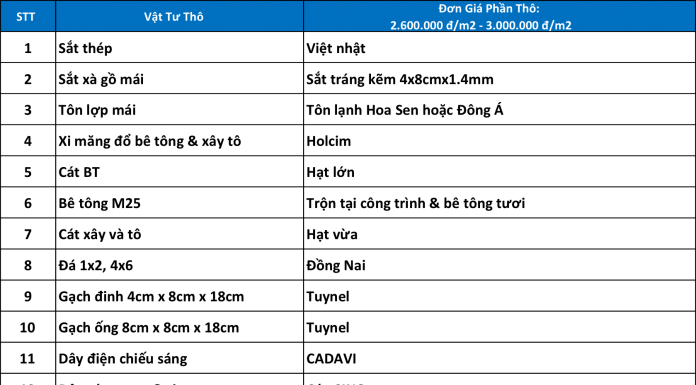 STT Vật Tư Thô Đơn Giá Phần Thô:
2.600.000 đ/m2 - 3.000.000 đ/m2
1 Sắt thép Việt nhật
2 Sắt xà gồ mái Sắt tráng kẽm 4x8cmx1.4mm
3 Tôn lợp mái Tôn lạnh Hoa Sen hoặc Đông Á
4 Xi măng đổ bê tông & xây tô Holcim
5 Cát BT Hạt lớn
6 Bê tông M25 Trộn tại công trình & bê tông tươi
7 Cát xây và tô Hạt vừa
8 Đá 1x2, 4x6 Đồng Nai
9 Gạch đinh 4cm x 8cm x 18cm Tuynel
10 Gạch ống 8cm x 8cm x 18cm Tuynel
11 Dây điện chiếu sáng CADAVI